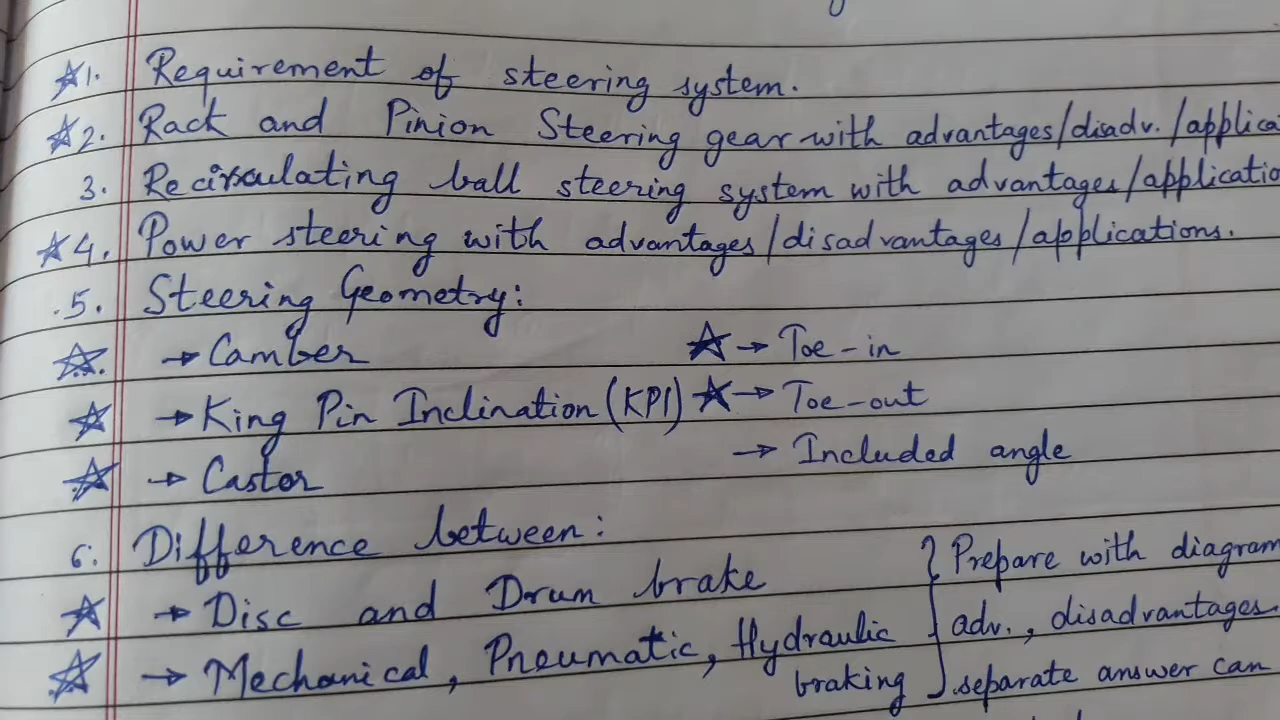 ☆1. Requirement of steering system.
☆2. Rack and Pinion Steering gear with advantages/disadv./applica
3. Recirculating ball steering system with advantages/applicatio
☆4. Power steering with advantages/disadvantages/applications.
5. Steering Geometry:
☆ → Camber ☆ → Toe-in
☆ → King Pin Inclination (KPI) ☆ → Toe-out
→ Included angle
☆ → Castor
6. Difference between:
☆ → Disc and Drum brake } Prepare with diagram
☆ → Mechanical, Pneumatic, Hydraulic adv., disadvantages
braking separate answer can